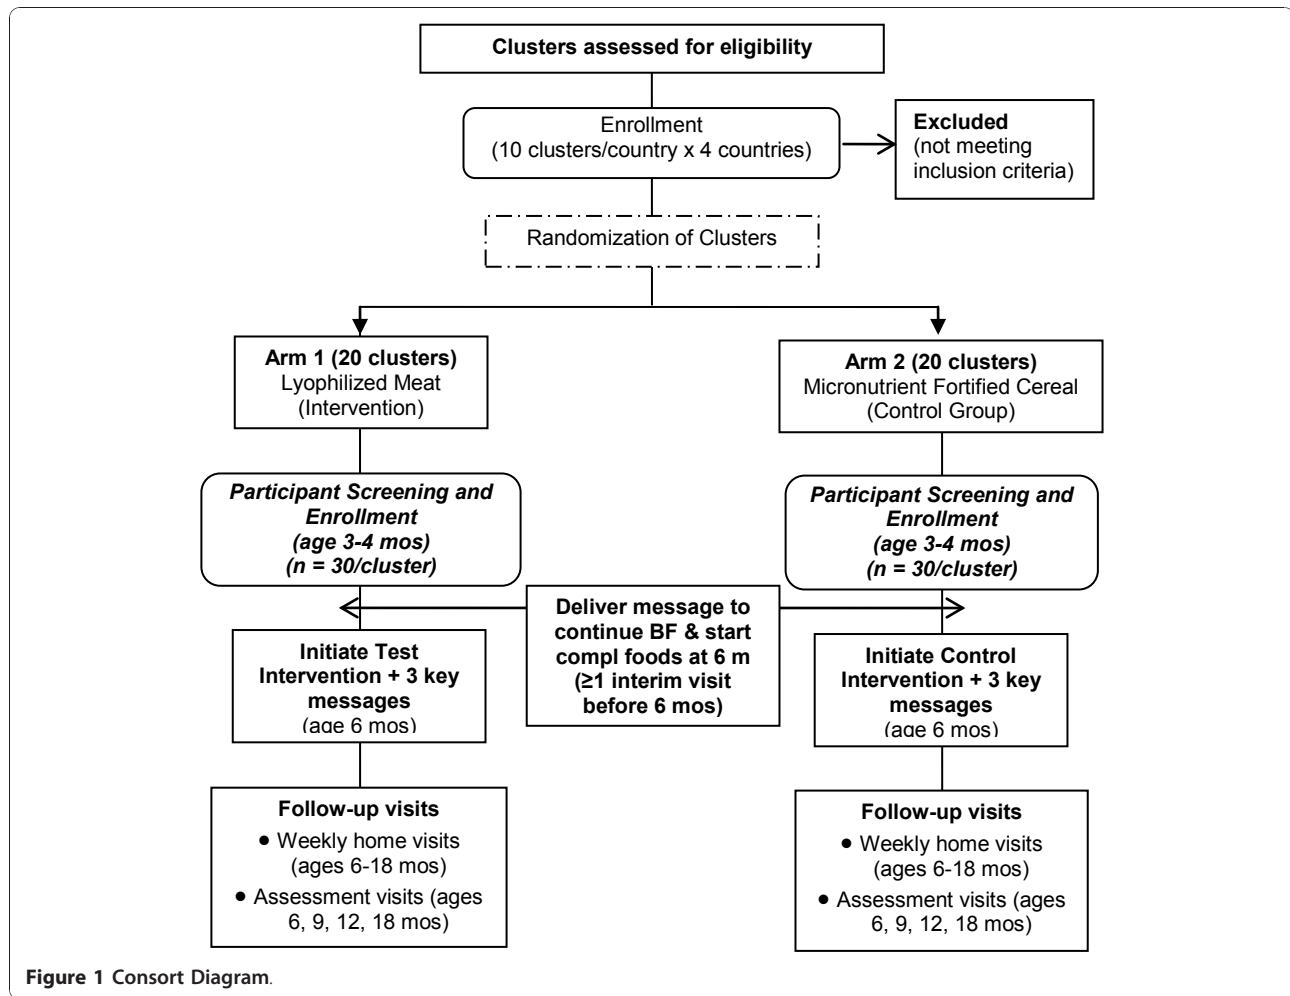 Clusters assessed for eligibility
Enrollment
(10 clusters/country x 4 countries)
Excluded
(not meeting
inclusion criteria)
Randomization of Clusters
Arm 1 (20 clusters)
Lyophilized Meat
(Intervention)
Arm 2 (20 clusters)
Micronutrient Fortified Cereal
(Control Group)
Participant Screening and
Enrollment
(age 3-4 mos)
(n = 30/cluster)
Participant Screening and
Enrollment
(age 3-4 mos)
(n = 30/cluster)
Deliver message to
continue BF & start
compl foods at 6 m
(≥1 interim visit
before 6 mos)
Initiate Test
Intervention + 3 key
messages
(age 6 mos)
Initiate Control
Intervention + 3 key
messages
(age 6 mos)
Follow-up visits
• Weekly home visits
(ages 6-18 mos)
• Assessment visits (ages
6, 9, 12, 18 mos)
Follow-up visits
• Weekly home visits
(ages 6-18 mos)
• Assessment visits (ages
6, 9, 12, 18 mos)
Figure 1 Consort Diagram.